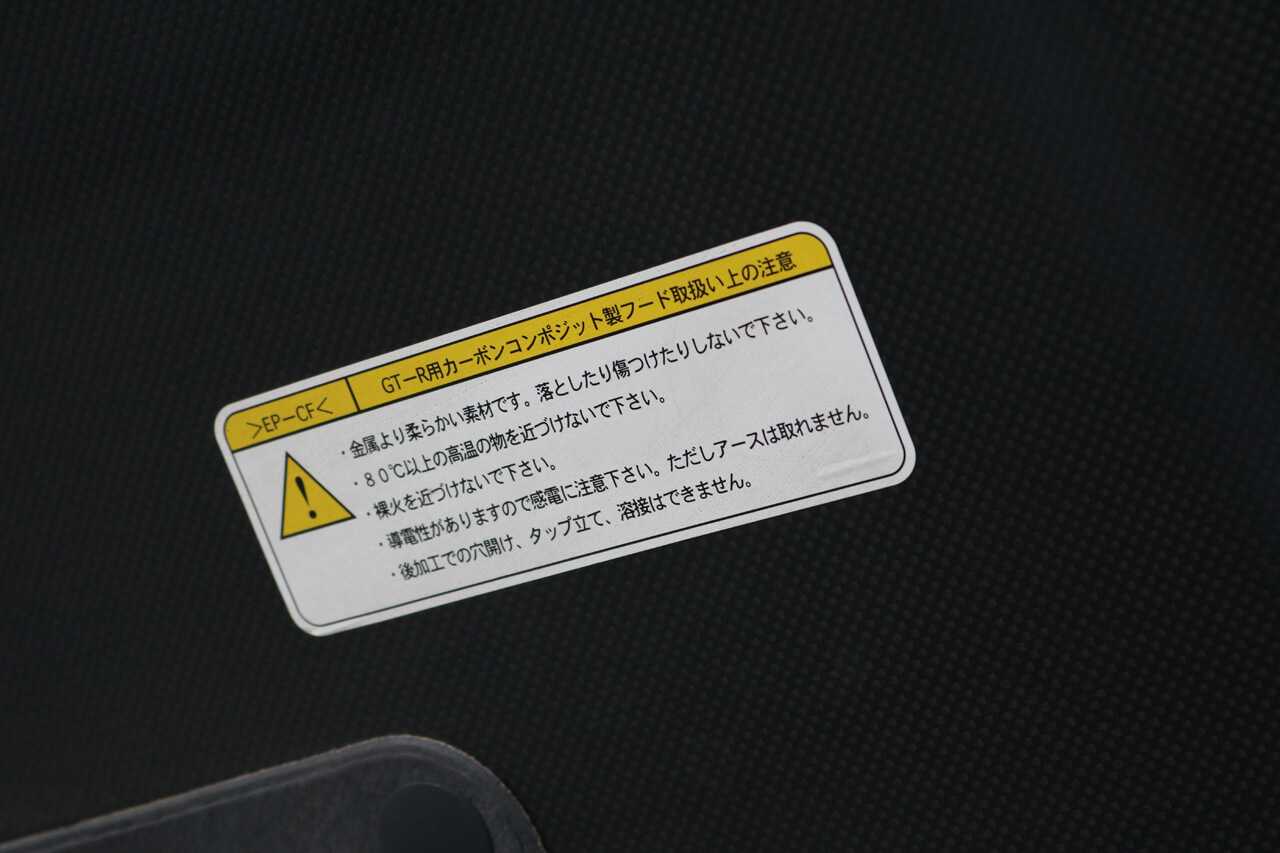 ＞EP－CF＜ GT－R用カーボンコンポジット製フード取扱い上の注意
・金属より柔らかい素材です。落としたり傷つけたりしないで下さい。
・８０℃以上の高温の物を近づけないで下さい。
・裸火を近づけないで下さい。
・導電性がありますので感電に注意下さい。ただしアースは取れません。
・後加工での穴開け、タップ立て、溶接はできません。